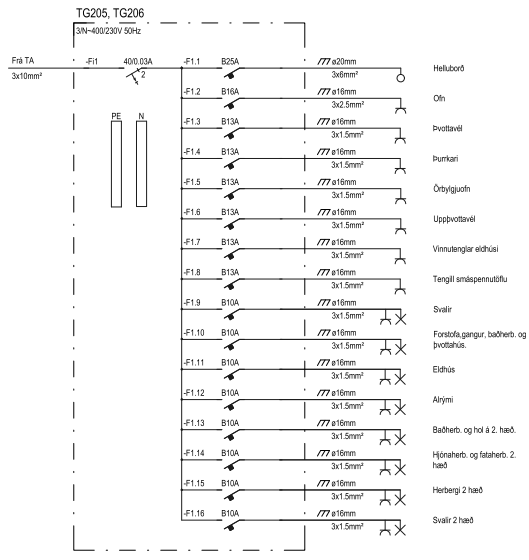 TG205, TG206
3/N~400/230V 50Hz
Frá TA -Fi1 40/0.03A -F1.1 B25A ø20mm Helluborð
3x10mm² 2 3x6mm²
-F1.2 B16A ø16mm Ofn
3x2.5mm²
PE N -F1.3 B13A ø16mm Þvottavél
3x1.5mm²
-F1.4 B13A ø16mm Þurrkari
3x1.5mm²
-F1.5 B13A ø16mm Örbylgjuofn
3x1.5mm²
-F1.6 B13A ø16mm Uppþvottavél
3x1.5mm²
-F1.7 B13A ø16mm Vinnutenglar eldhúsi
3x1.5mm²
-F1.8 B13A ø16mm Tengill smáspennutöflu
3x1.5mm²
-F1.9 B10A ø16mm Svalir
3x1.5mm²
-F1.10 B10A ø16mm Forstofa,gangur, baðherb. og
3x1.5mm² þvottahús.
-F1.11 B10A ø16mm Eldhús
3x1.5mm²
-F1.12 B10A ø16mm Alrými
3x1.5mm²
-F1.13 B10A ø16mm Baðherb. og hol á 2. hæð.
3x1.5mm²
-F1.14 B10A ø16mm Hjónaherb. og fataherb. 2.
3x1.5mm² hæð
-F1.15 B10A ø16mm Herbergi 2 hæð
3x1.5mm²
-F1.16 B10A ø16mm Svalir 2 hæð
3x1.5mm²